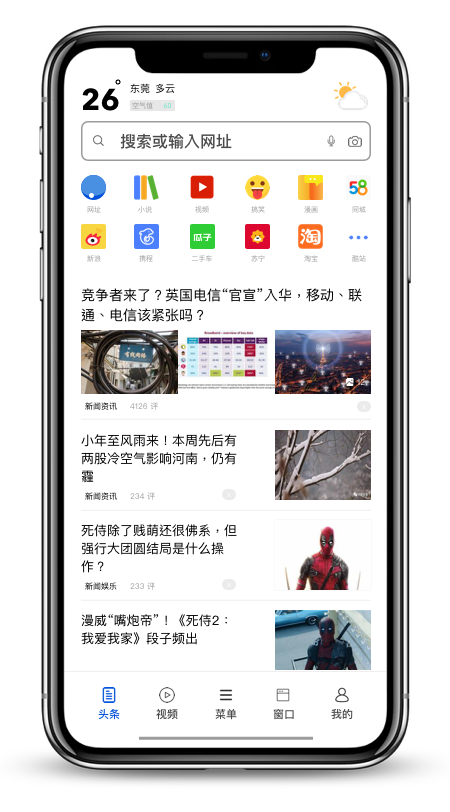 26° 东莞 多云
空气值 60
搜索或输入网址
网址 小说 视频 搞笑 漫画 同城
58
瓜子 淘
新浪 携程 二手车 苏宁 淘宝 酷站
竞争者来了？英国电信“官宣”入华，移动、联
通、电信该紧张吗？
Broadband – overview of key data
新闻资讯 4126 评
小年至风雨来！本周先后有
两股冷空气影响河南，仍有
霾
新闻资讯 234 评
死侍除了贱萌还很佛系，但
强行大团圆结局是什么操
作？
新闻娱乐 233 评
漫威“嘴炮帝”！《死侍2：
我爱我家》段子频出
头条 视频 菜单 窗口 我的